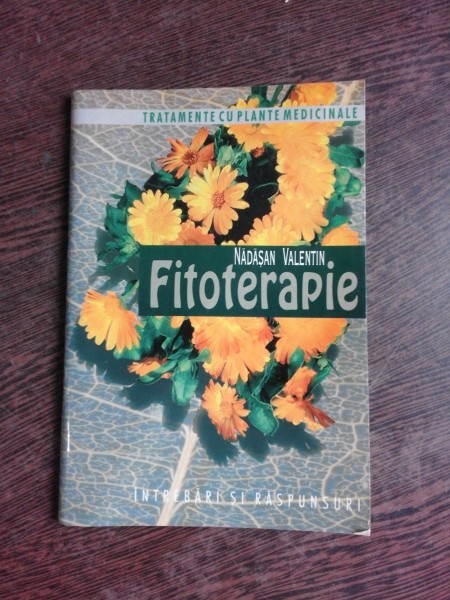 TRATAMENTE CU PLANTE MEDICINALE
NĂDĂȘAN VALENTIN
Fitoterapie
ÎNTREBĂRI ȘI RĂSPUNSURI